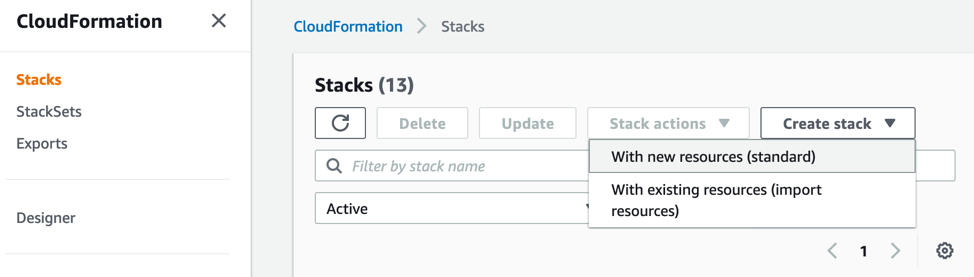 CloudFormation
Stacks
StackSets
Exports
Designer
CloudFormation > Stacks
Stacks (13)
Delete Update Stack actions Create stack
With new resources (standard)
With existing resources (import
resources)
Filter by stack name
Active
1